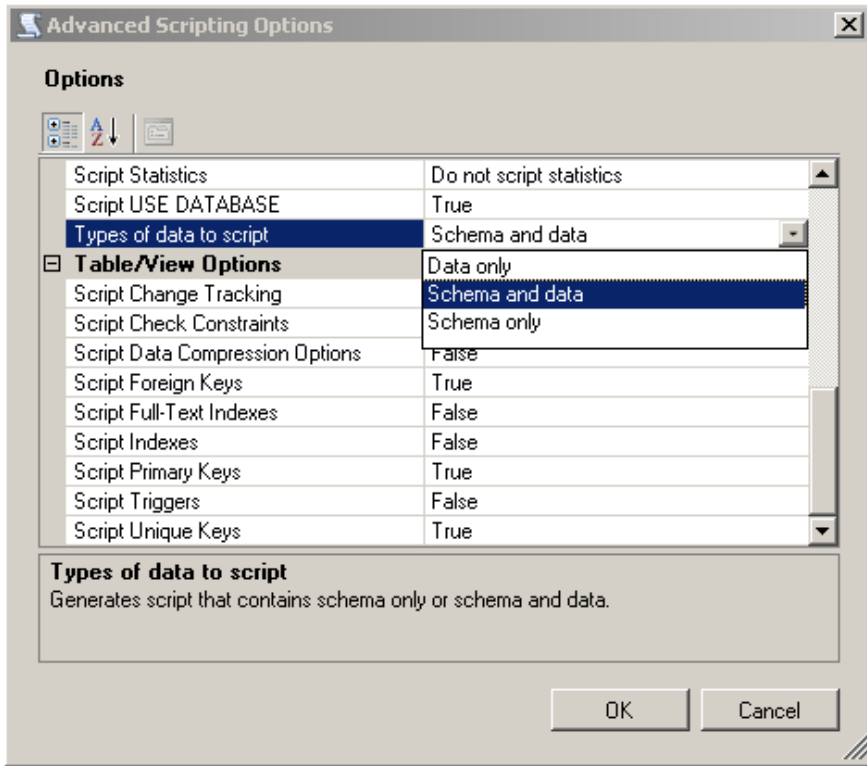 Advanced Scripting Options
Options
Script Statistics Do not script statistics
Script USE DATABASE True
Types of data to script Schema and data
Table/View Options Data only
Script Change Tracking Schema and data
Script Check Constraints Schema only
Script Data Compression Options False
Script Foreign Keys True
Script Full-Text Indexes False
Script Indexes False
Script Primary Keys True
Script Triggers False
Script Unique Keys True
Types of data to script
Generates script that contains schema only or schema and data.
OK Cancel